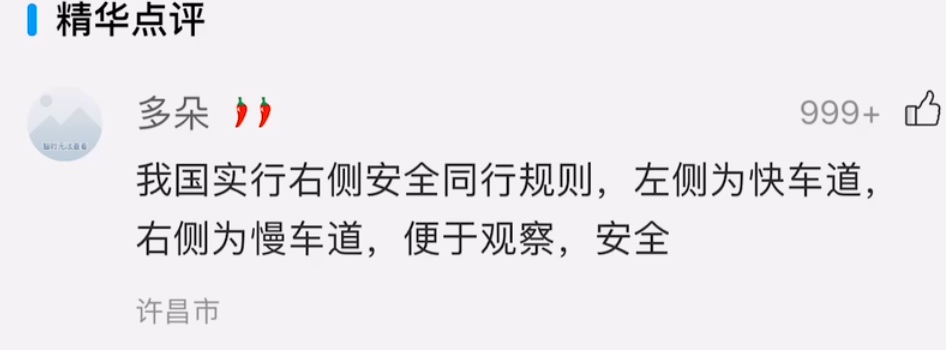 精华点评
多朵 🌶🌶
999+
我国实行右侧安全同行规则，左侧为快车道，
右侧为慢车道，便于观察，安全
许昌市